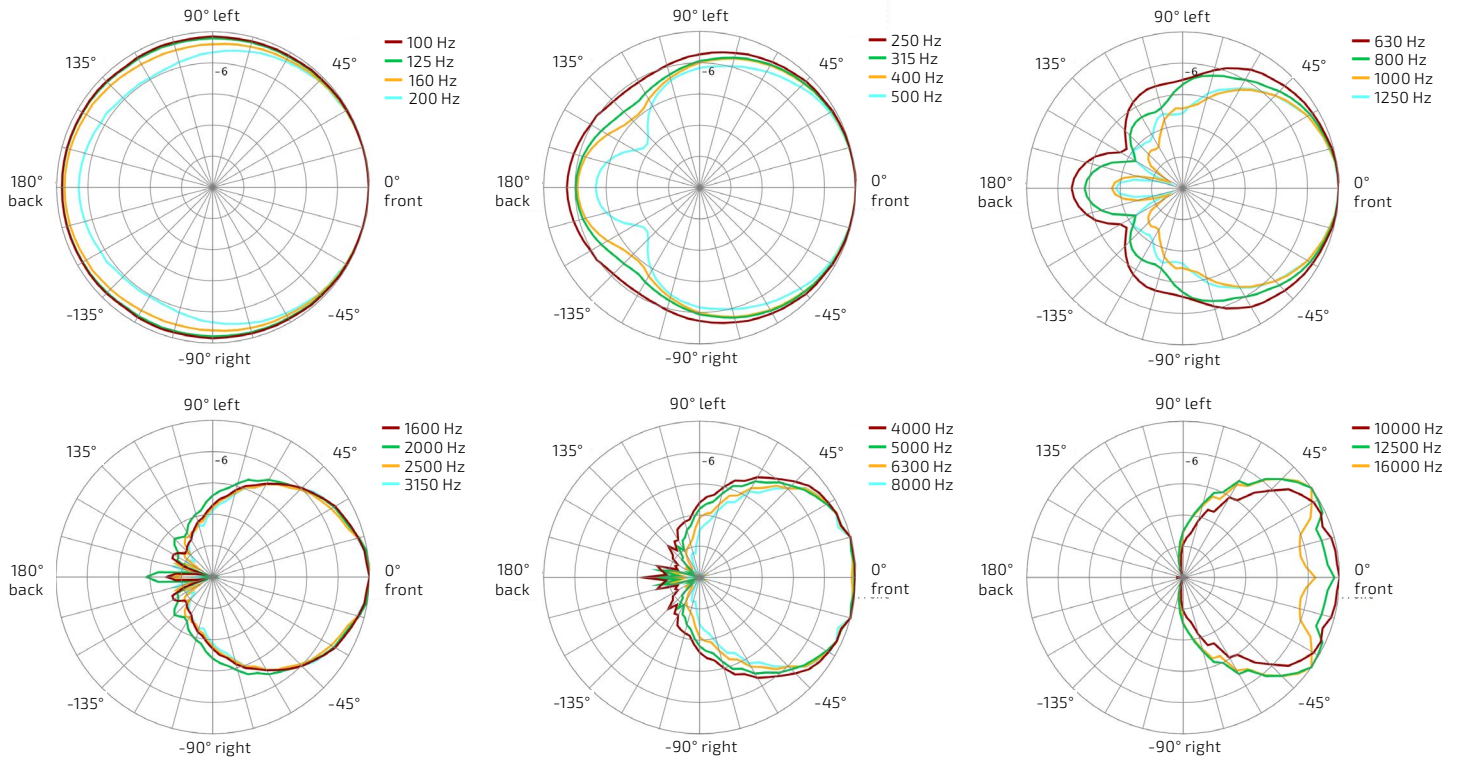 90° left
100 Hz
125 Hz
160 Hz
200 Hz
135°
45°
-6
180°
back
0°
front
-135°
-45°
-90° right
90° left
250 Hz
315 Hz
400 Hz
500 Hz
135°
45°
-6
180°
back
0°
front
-135°
-45°
-90° right
90° left
630 Hz
800 Hz
1000 Hz
1250 Hz
135°
45°
-6
180°
back
0°
front
-135°
-45°
-90° right
90° left
1600 Hz
2000 Hz
2500 Hz
3150 Hz
135°
45°
-6
180°
back
0°
front
-135°
-45°
-90° right
90° left
4000 Hz
5000 Hz
6300 Hz
8000 Hz
135°
45°
-6
180°
back
0°
front
-135°
-45°
-90° right
90° left
10000 Hz
12500 Hz
16000 Hz
135°
45°
-6
180°
back
0°
front
-135°
-45°
-90° right